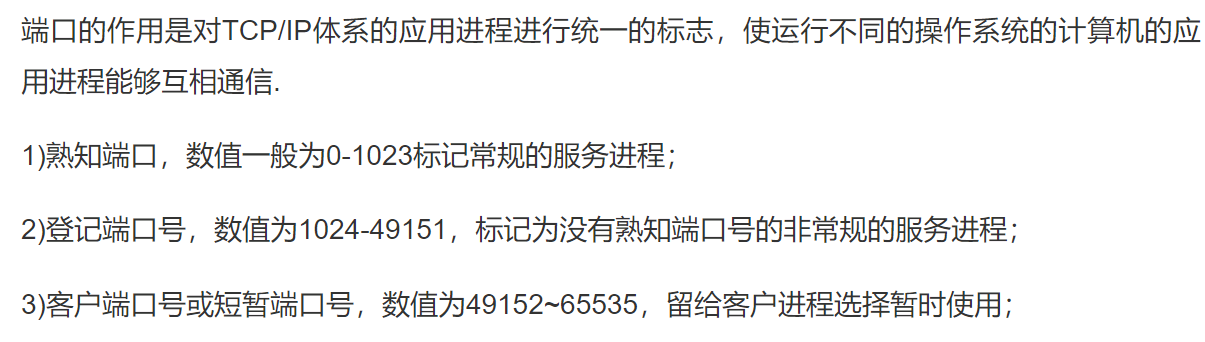 端口的作用是对TCP/IP体系的应用进程进行统一的标志，使运行不同的操作系统的计算机的应
用进程能够互相通信.
1)熟知端口，数值一般为0-1023标记常规的服务进程；
2)登记端口号，数值为1024-49151，标记为没有熟知端口号的非常规的服务进程；
3)客户端口号或短暂端口号，数值为49152~65535，留给客户进程选择暂时使用；